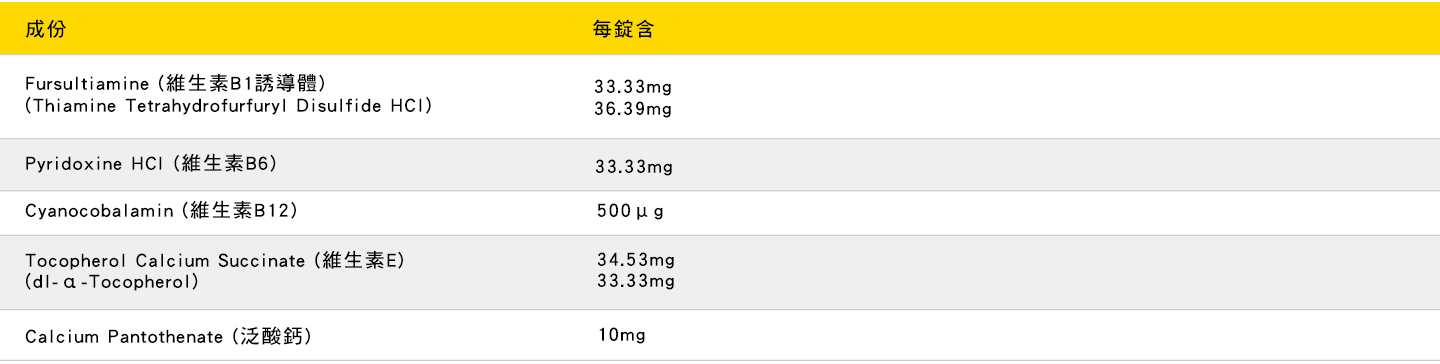 成份 每錠含
Fursultiamine (維生素B1誘導體) 33.33mg
(Thiamine Tetrahydrofurfuryl Disulfide HCl) 36.39mg
Pyridoxine HCl (維生素B6) 33.33mg
Cyanocobalamin (維生素B12) 500μg
Tocopherol Calcium Succinate (維生素E) 34.53mg
(dl-α-Tocopherol) 33.33mg
Calcium Pantothenate (泛酸鈣) 10mg